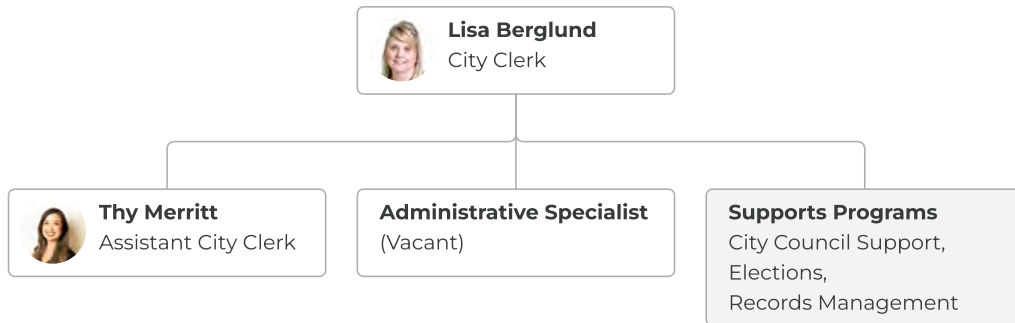 Lisa Berglund
City Clerk
Thy Merritt
Assistant City Clerk
Administrative Specialist
(Vacant)
Supports Programs
City Council Support,
Elections,
Records Management